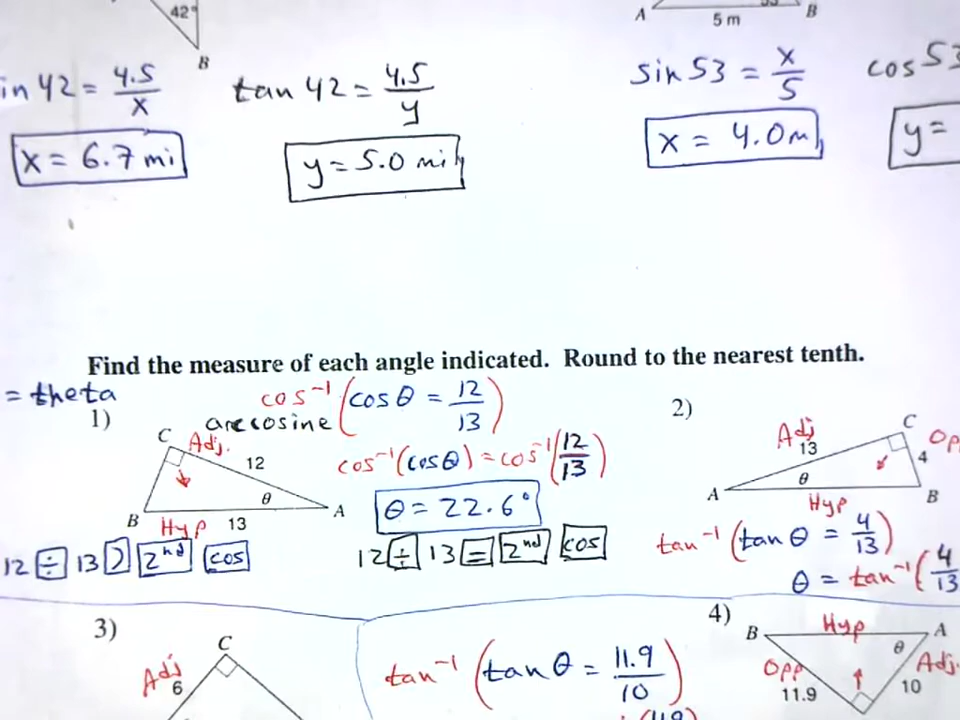 42°
B
A 5 m B
in 42 = 4.5/x
tan 42 = 4.5/y
sin 53 = x/5
cos 53
x = 6.7 mi
y = 5.0 mi
x = 4.0 m
y =
Find the measure of each angle indicated. Round to the nearest tenth.
= theta
1)
cos⁻¹ (cos θ = 12/13)
arccosine
C Adj. 12
θ
B Hyp 13 A
cos⁻¹(cos θ) = cos⁻¹(12/13)
θ = 22.6°
12 ÷ 13 ) 2nd cos
12 ÷ 13 = 2nd cos
2)
Adj 13 C Op
4
A θ B
Hyp
tan⁻¹ (tan θ = 4/13)
θ = tan⁻¹(4/13
3)
C
Adj 6
tan⁻¹ (tan θ = 11.9/10)
4)
B Hyp A
θ
Opp Adj.
11.9 10